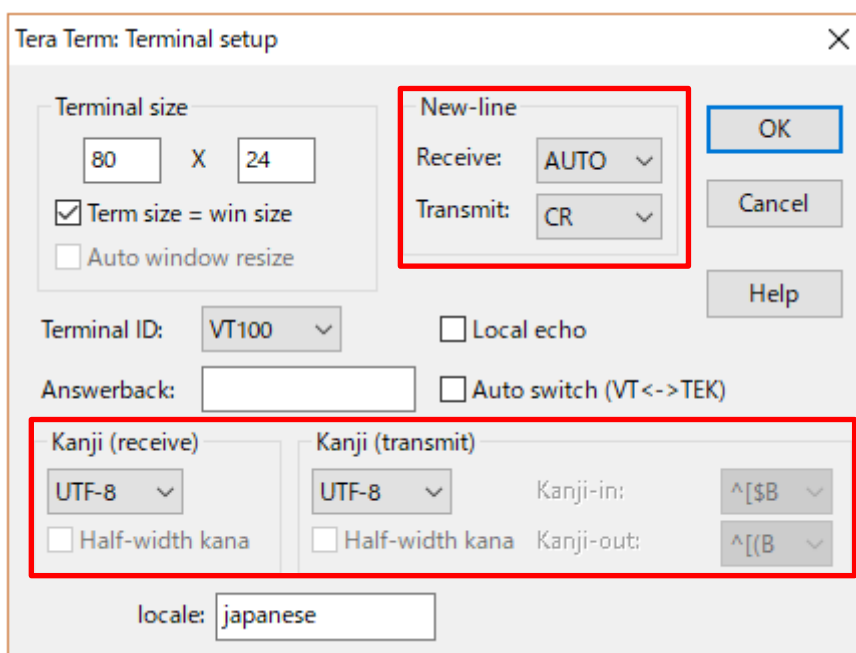 Tera Term: Terminal setup
Terminal size
80 X 24
Term size = win size
Auto window resize
New-line
Receive: AUTO
Transmit: CR
OK
Cancel
Help
Terminal ID: VT100
Local echo
Answerback:
Auto switch (VT<->TEK)
Kanji (receive)
UTF-8
Half-width kana
Kanji (transmit)
UTF-8
Half-width kana
Kanji-in: ^[$B
Kanji-out: ^[(B
locale: japanese